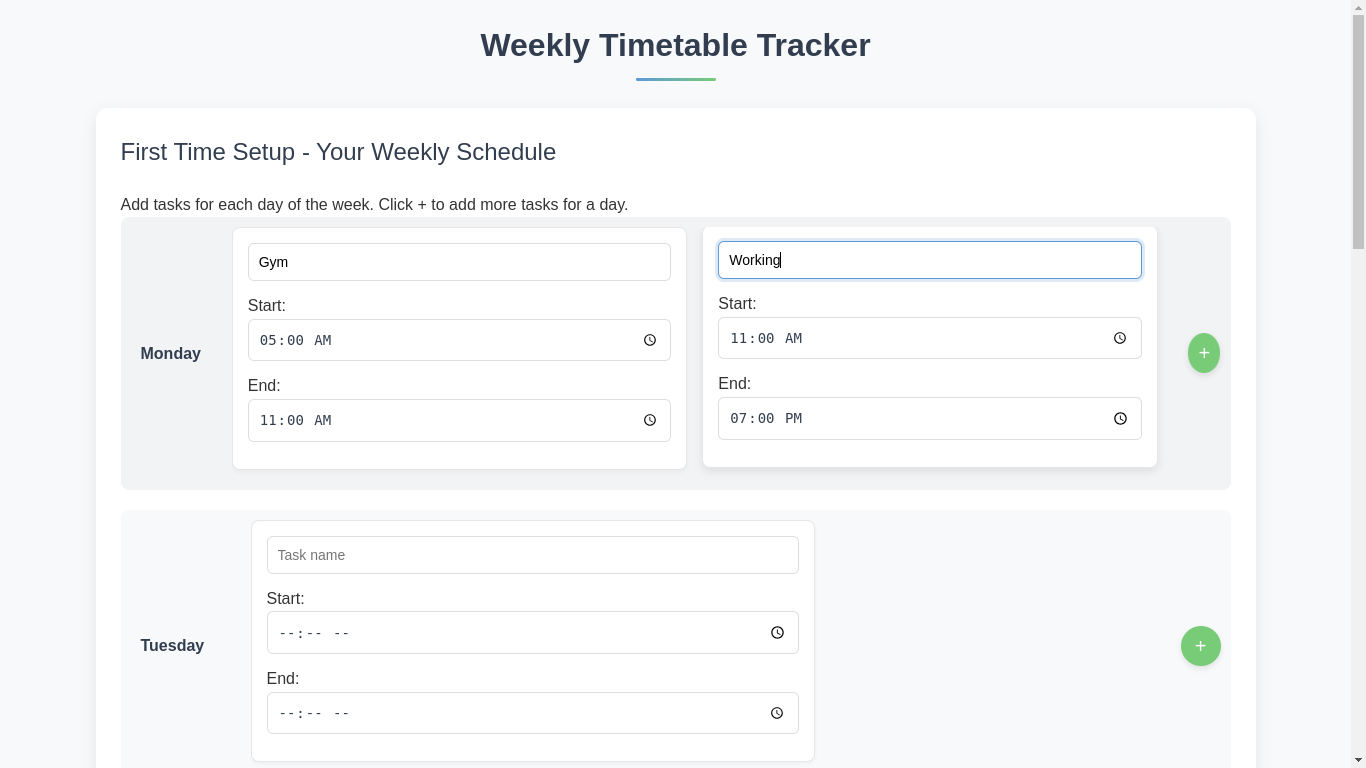 Weekly Timetable Tracker
First Time Setup - Your Weekly Schedule
Add tasks for each day of the week. Click + to add more tasks for a day.
Monday
Gym
Start:
05:00 AM
End:
11:00 AM
Working
Start:
11:00 AM
End:
07:00 PM
+
Tuesday
Task name
Start:
--:-- --
End:
--:-- --
+